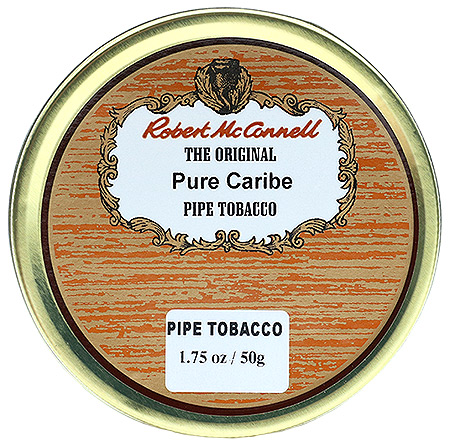 Robert McConnell
THE ORIGINAL
Pure Caribe
PIPE TOBACCO
PIPE TOBACCO
1.75 oz / 50g